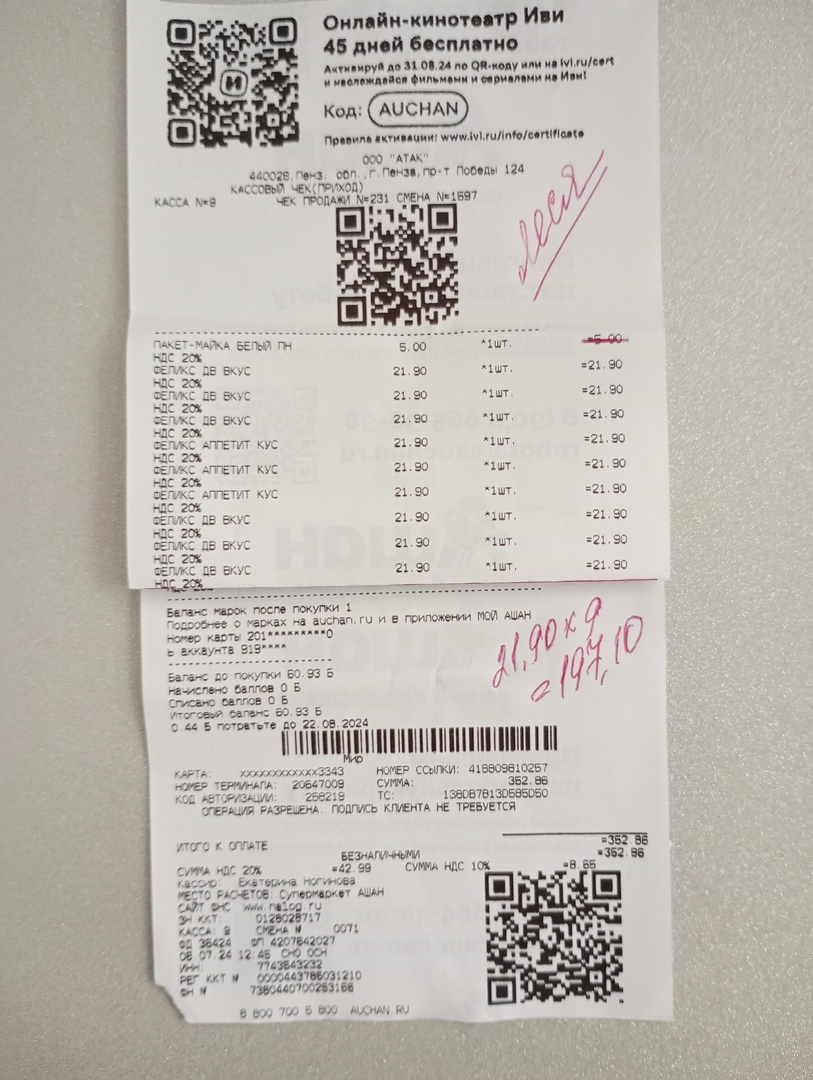 Онлайн-кинотеатр Иви
45 дней бесплатно
Активируй до 31.08.24 по QR-коду или на ivi.ru/cert
и наслаждайся фильмами и сериалами на Иви!
Код: AUCHAN
Правила активации: www.ivi.ru/info/certificate
ООО "АТАК"
440028, Пенз. обл., г. Пенза, пр-т Победы 124
КАССОВЫЙ ЧЕК(ПРИХОД)
КАССА №9 ЧЕК ПРОДАЖИ №231 СМЕНА №1697
Леся
ПАКЕТ-МАЙКА БЕЛЫЙ ПН 5.00 *1шт. =5.00
НДС 20%
ФЕЛИКС ДВ ВКУС 21.90 *1шт. =21.90
НДС 20%
ФЕЛИКС ДВ ВКУС 21.90 *1шт. =21.90
НДС 20%
ФЕЛИКС ДВ ВКУС 21.90 *1шт. =21.90
НДС 20%
ФЕЛИКС АППЕТИТ КУС 21.90 *1шт. =21.90
НДС 20%
ФЕЛИКС АППЕТИТ КУС 21.90 *1шт. =21.90
НДС 20%
ФЕЛИКС АППЕТИТ КУС 21.90 *1шт. =21.90
НДС 20%
ФЕЛИКС ДВ ВКУС 21.90 *1шт. =21.90
НДС 20%
ФЕЛИКС ДВ ВКУС 21.90 *1шт. =21.90
НДС 20%
ФЕЛИКС ДВ ВКУС 21.90 *1шт. =21.90
НДС 20%
Баланс марок после покупки 1
Подробнее о марках на auchan.ru и в приложении МОЙ АШАН
Номер карты 201*********0
ь аккаунта 919****
21,90 x 9
= 197,10
Баланс до покупки 60.93 Б
Начислено баллов 0 Б
Списано баллов 0 Б
Итоговый баланс 60.93 Б
0.44 Б потратьте до 22.08.2024
Мир
КАРТА: XXXXXXXXXXXX3343 НОМЕР ССЫЛКИ: 418809810257
НОМЕР ТЕРМИНАЛА: 20647009 СУММА: 352.86
КОД АВТОРИЗАЦИИ: 258219 ТС: 138DB7B13D585D50
ОПЕРАЦИЯ РАЗРЕШЕНА. ПОДПИСЬ КЛИЕНТА НЕ ТРЕБУЕТСЯ
=352.86
ИТОГО К ОПЛАТЕ
БЕЗНАЛИЧНЫМИ =352.86
СУММА НДС 20% =42.99 СУММА НДС 10% =8.65
Кассир: Екатерина Ногинова
МЕСТО РАСЧЕТОВ: Супермаркет АШАН
САЙТ ФНС www.nalog.ru
ЗН ККТ: 0128028717
КАССА: 9 СМЕНА № 0071
ФД 38424 ФП 4207642027
08.07.24 12:46 СНО ОСН
ИНН: 7743543232
РЕГ ККТ № 0000443786031210
ФН № 7380440700263166
8 800 700 5 800 AUCHAN.RU